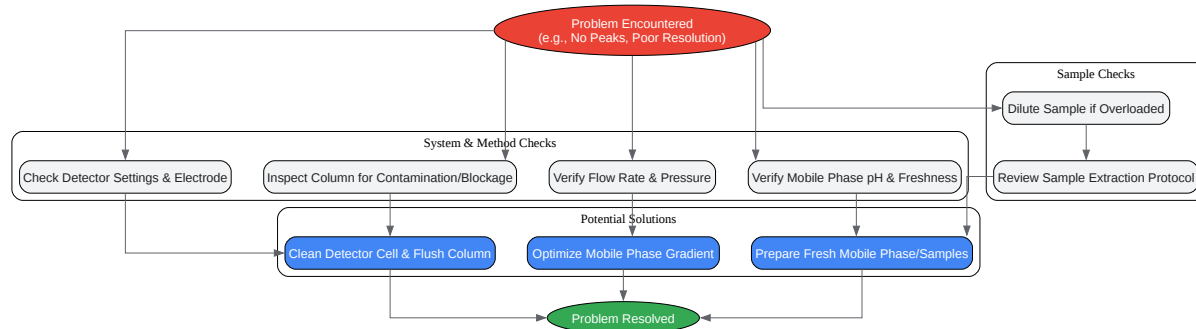 Problem Encountered
(e.g., No Peaks, Poor Resolution)
Sample Checks
Dilute Sample if Overloaded
System & Method Checks
Check Detector Settings & Electrode
Inspect Column for Contamination/Blockage
Verify Flow Rate & Pressure
Verify Mobile Phase pH & Freshness
Review Sample Extraction Protocol
Potential Solutions
Clean Detector Cell & Flush Column
Optimize Mobile Phase Gradient
Prepare Fresh Mobile Phase/Samples
Problem Resolved